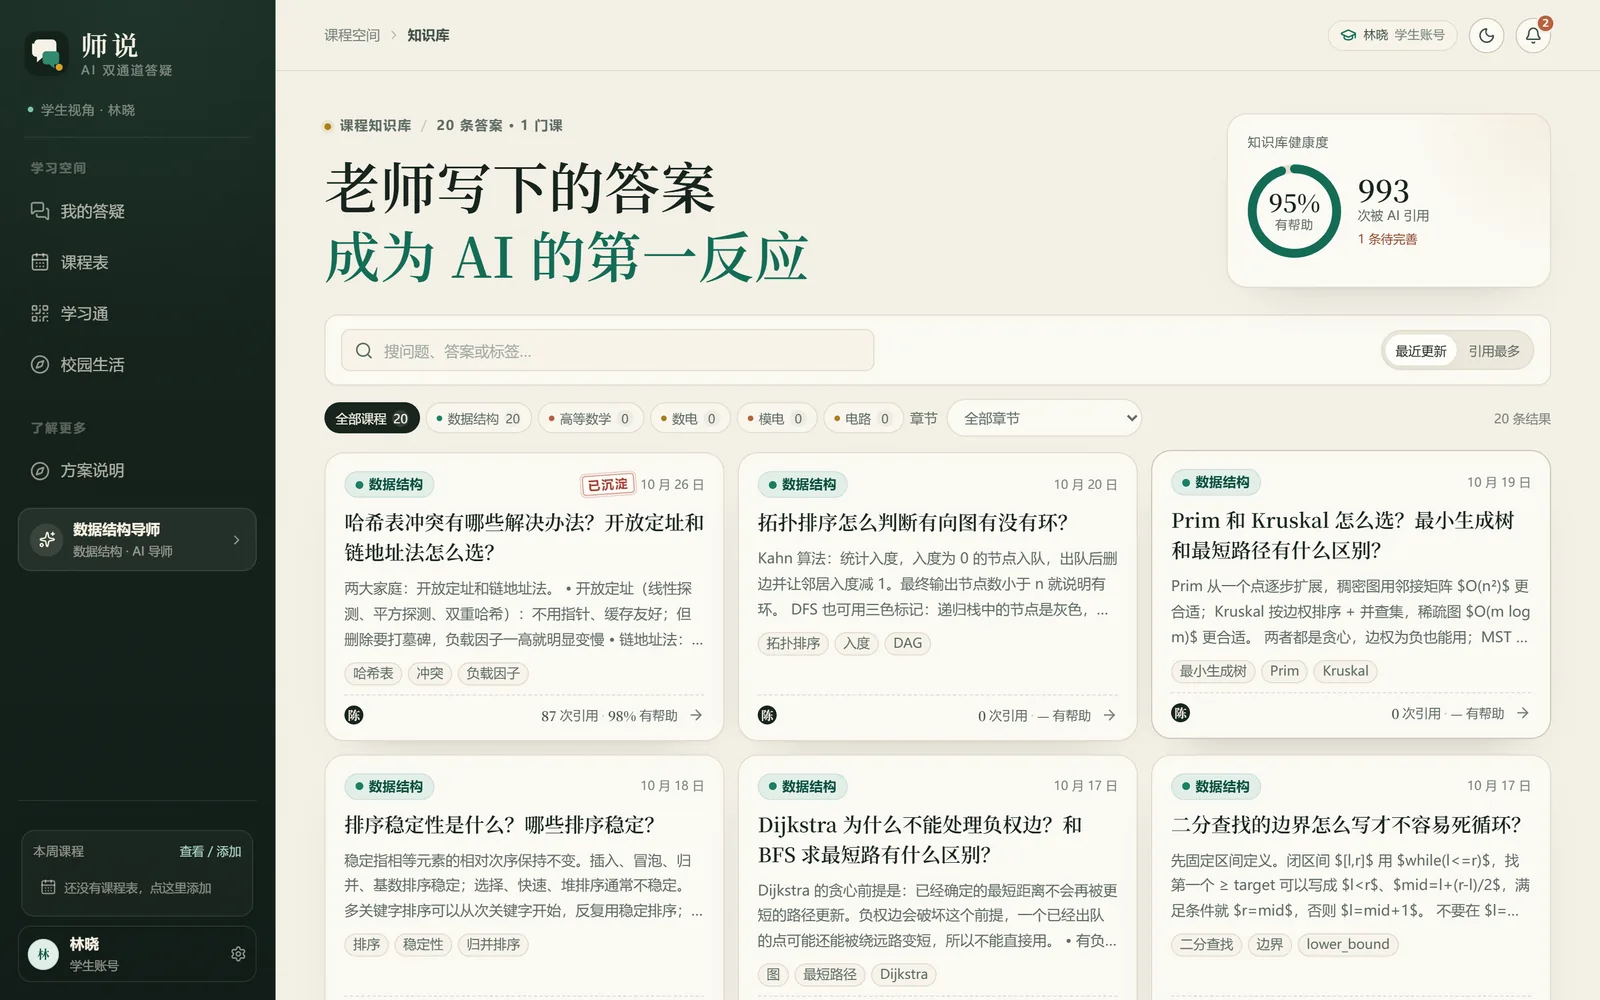 师说
AI 双通道答疑
学生视角 · 林晓
学习空间
我的答疑
课程表
学习通
校园生活
了解更多
方案说明
数据结构导师
数据结构 · AI 导师
本周课程
查看 / 添加
还没有课程表，点这里添加
林
林晓
学生账号
课程空间 > 知识库
林晓 学生账号
2
课程知识库 / 20 条答案 • 1 门课
老师写下的答案
成为 AI 的第一反应
知识库健康度
95%
有帮助
993
次被 AI 引用
1 条待完善
搜问题、答案或标签...
最近更新
引用最多
全部课程 20
数据结构 20
高等数学 0
数电 0
模电 0
电路 0
章节
全部章节
20 条结果
数据结构
已沉淀
10 月 26 日
哈希表冲突有哪些解决办法？开放定址和
链地址法怎么选？
两大家庭：开放定址和链地址法。 • 开放定址（线性探
测、平方探测、双重哈希）：不用指针、缓存友好；但
删除要打墓碑，负载因子一高就明显变慢 • 链地址法：...
哈希表
冲突
负载因子
陈
87 次引用 · 98% 有帮助
数据结构
10 月 20 日
拓扑排序怎么判断有向图有没有环？
Kahn 算法：统计入度，入度为 0 的节点入队，出队后删
边并让邻居入度减 1。最终输出节点数小于 n 就说明有
环。 DFS 也可用三色标记：递归栈中的节点是灰色，...
拓扑排序
入度
DAG
陈
0 次引用 · — 有帮助
数据结构
10 月 19 日
Prim 和 Kruskal 怎么选？最小生成树
和最短路径有什么区别？
Prim 从一个点逐步扩展，稠密图用邻接矩阵 $O(n²)$ 更
合适；Kruskal 按边权排序 + 并查集，稀疏图 $O(m log
m)$ 更合适。 两者都是贪心，边权为负也能用；MST ...
最小生成树
Prim
Kruskal
陈
0 次引用 · — 有帮助
数据结构
10 月 18 日
排序稳定性是什么？哪些排序稳定？
稳定指相等元素的相对次序保持不变。插入、冒泡、归
并、基数排序稳定；选择、快速、堆排序通常不稳定。
多关键字排序可以从次关键字开始，反复用稳定排序；...
排序
稳定性
归并排序
数据结构
10 月 17 日
Dijkstra 为什么不能处理负权边？和
BFS 求最短路有什么区别？
Dijkstra 的贪心前提是：已经确定的最短距离不会再被更
短的路径更新。负权边会破坏这个前提，一个已经出队
的点可能还能被绕远路变短，所以不能直接用。 • 有负...
图
最短路径
Dijkstra
数据结构
10 月 17 日
二分查找的边界怎么写才不容易死循环？
先固定区间定义。闭区间 $[l,r]$ 用 $while(l<=r)$，找
第一个 ≥ target 可以写成 $l<r$、$mid=l+(r-l)/2$，满
足条件就 $r=mid$，否则 $l=mid+1$。 不要在 $l=...
二分查找
边界
lower_bound